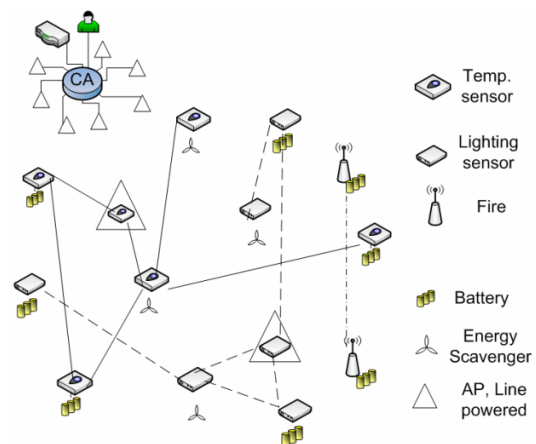 CA
Temp.
sensor
Lighting
sensor
Fire
Battery
Energy
Scavenger
AP, Line
powered